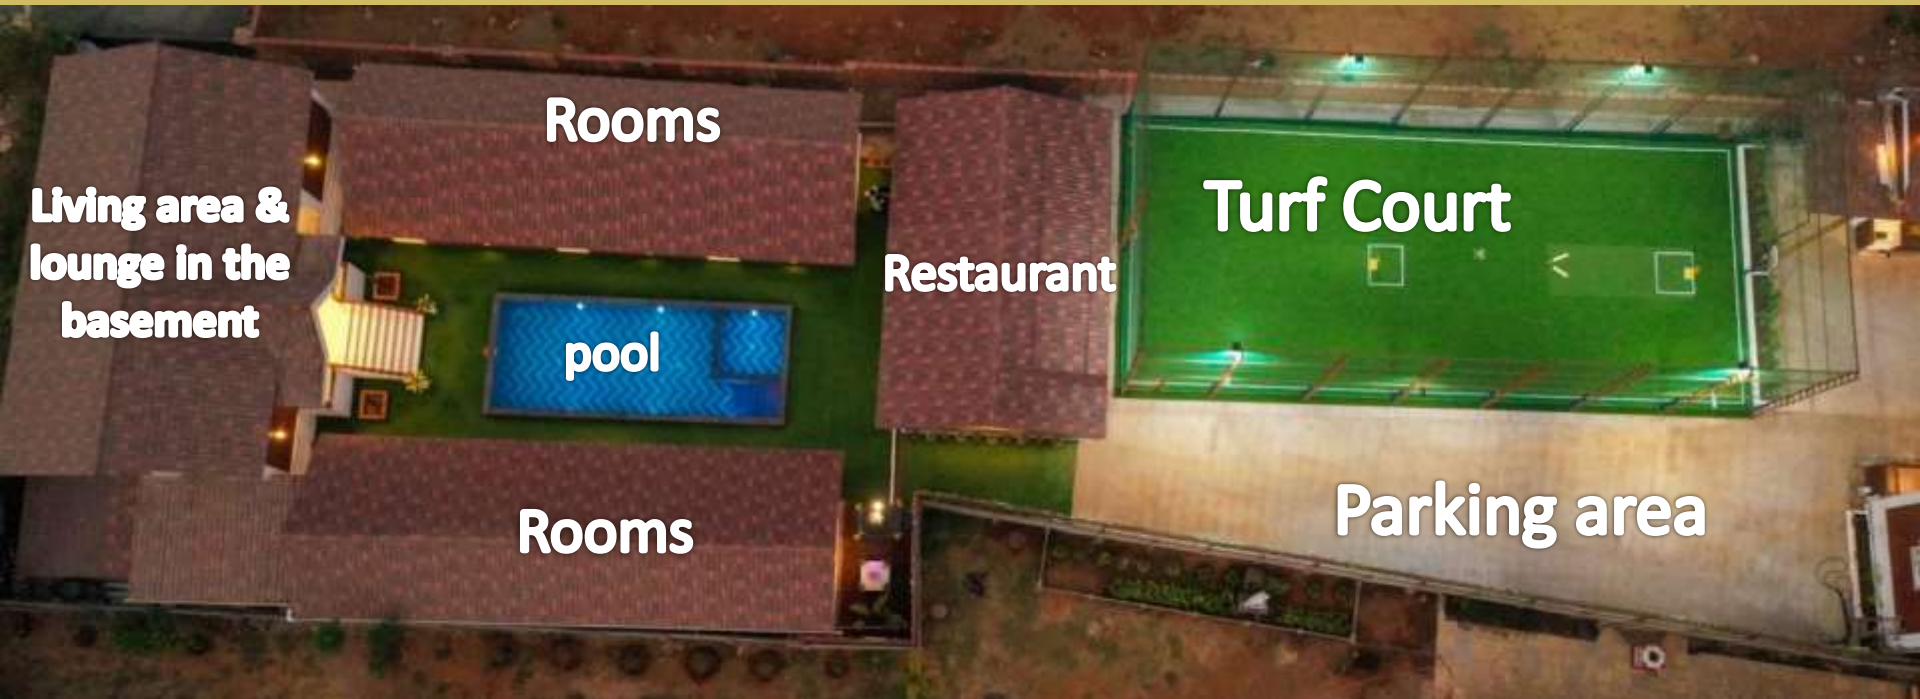 Rooms
Living area &
lounge in the
basement
Turf Court
Restaurant
pool
Rooms
Parking area